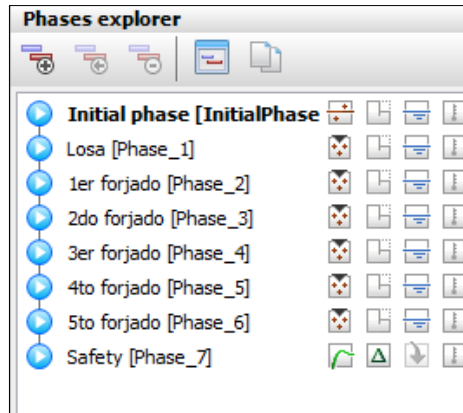 Phases explorer
Initial phase [InitialPhase
Losa [Phase_1]
1er forjado [Phase_2]
2do forjado [Phase_3]
3er forjado [Phase_4]
4to forjado [Phase_5]
5to forjado [Phase_6]
Safety [Phase_7]